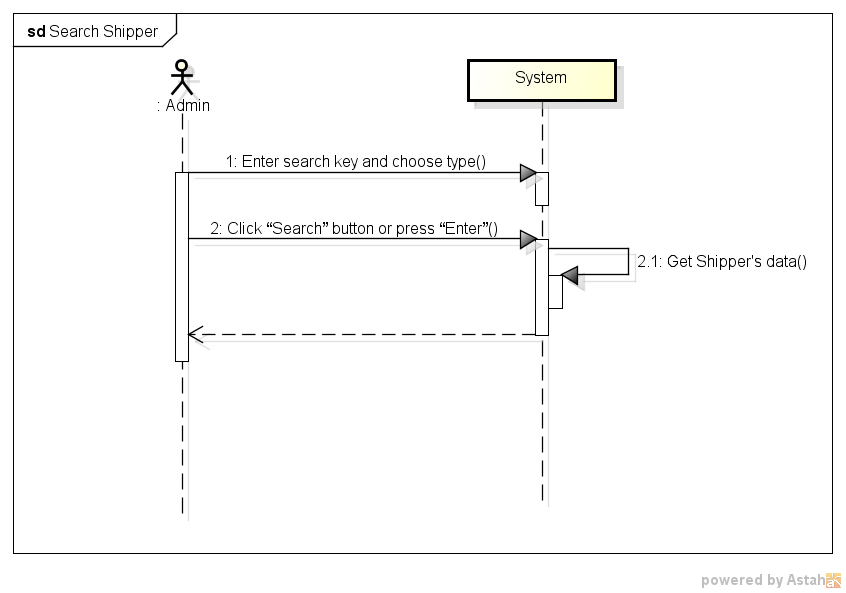 sd Search Shipper
: Admin
System
1: Enter search key and choose type()
2: Click “Search” button or press “Enter”()
2.1: Get Shipper's data()
powered by Astah